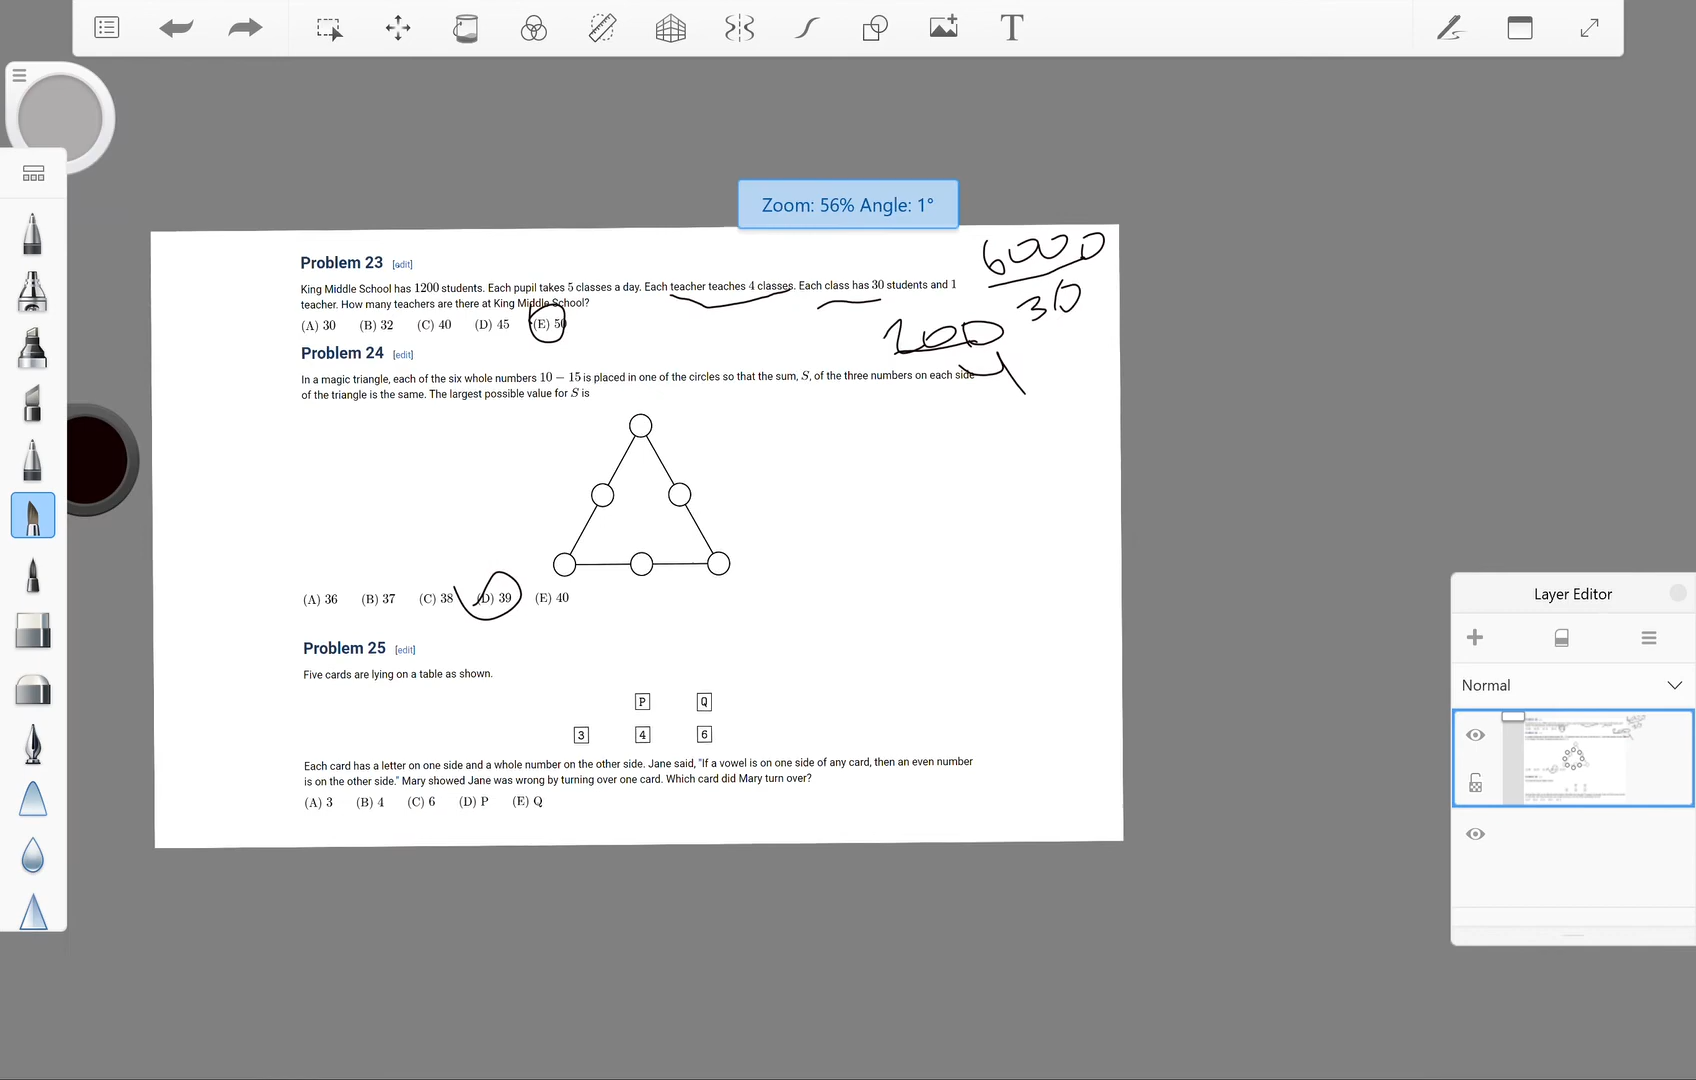 T
Zoom: 56% Angle: 1°
6000
30
200
4
Problem 23 [edit]
King Middle School has 1200 students. Each pupil takes 5 classes a day. Each teacher teaches 4 classes. Each class has 30 students and 1
teacher. How many teachers are there at King Middle School?
(A) 30 (B) 32 (C) 40 (D) 45 (E) 50
Problem 24 [edit]
In a magic triangle, each of the six whole numbers 10 − 15 is placed in one of the circles so that the sum, S, of the three numbers on each side
of the triangle is the same. The largest possible value for S is
(A) 36 (B) 37 (C) 38 (D) 39 (E) 40
Problem 25 [edit]
Five cards are lying on a table as shown.
P Q
3 4 6
Each card has a letter on one side and a whole number on the other side. Jane said, "If a vowel is on one side of any card, then an even number
is on the other side." Mary showed Jane was wrong by turning over one card. Which card did Mary turn over?
(A) 3 (B) 4 (C) 6 (D) P (E) Q
Layer Editor
Normal